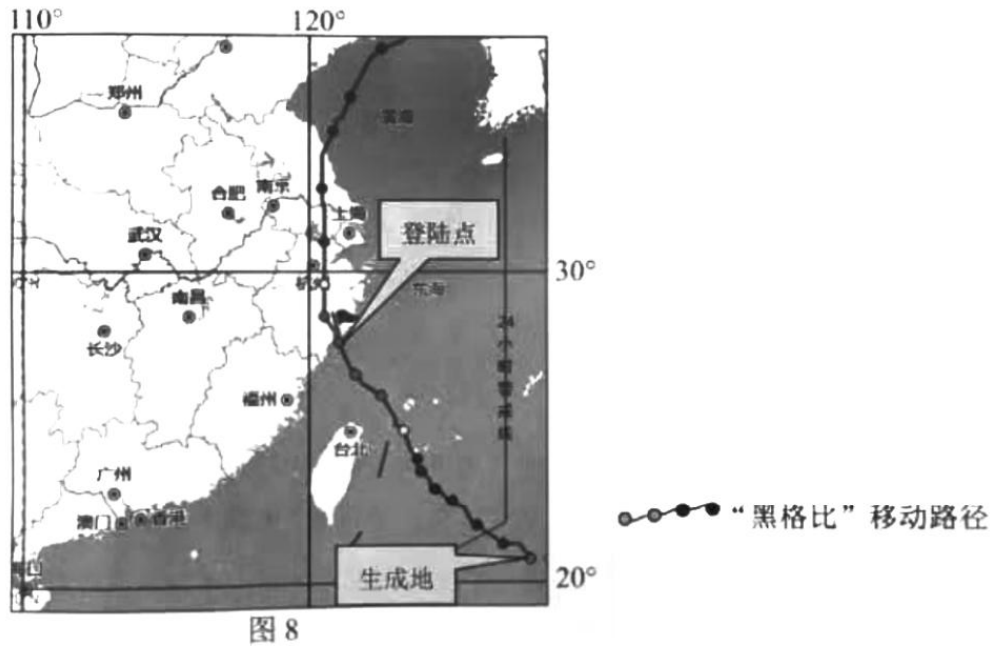 110°
120°
郑州
黄海
合肥
南京
上海
登陆点
武汉
30°
杭州
东海
南昌
长沙
24小时警戒线
福州
台北
广州
澳门
香港
"黑格比"移动路径
生成地
20°
图 8